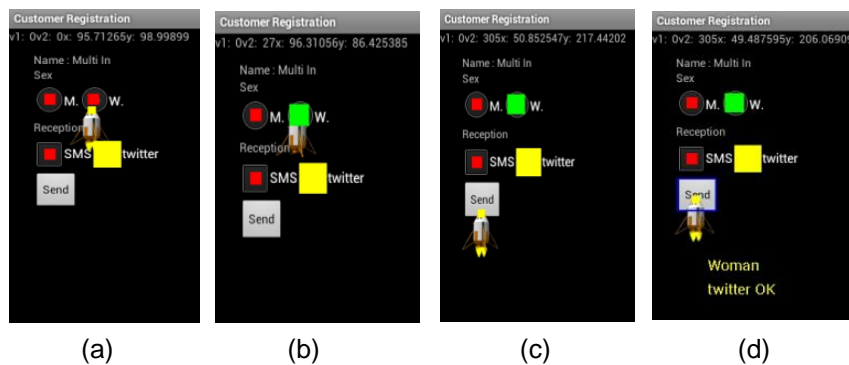 Customer Registration
v1: 0v2: 0x: 95.71265y: 98.99899
Name : Multi In
Sex
M. W.
Reception
SMS twitter
Send
(a)
Customer Registration
v1: 0v2: 27x: 96.31056y: 86.425385
Name : Multi In
Sex
M. W.
Reception
SMS twitter
Send
(b)
Customer Registration
v1: 0v2: 305x: 50.852547y: 217.44202
Name : Multi In
Sex
M. W.
Reception
SMS twitter
Send
(c)
Customer Registration
v1: 0v2: 305x: 49.487595y: 206.06909
Name : Multi In
Sex
M. W.
Reception
SMS twitter
Send
Woman
twitter OK
(d)